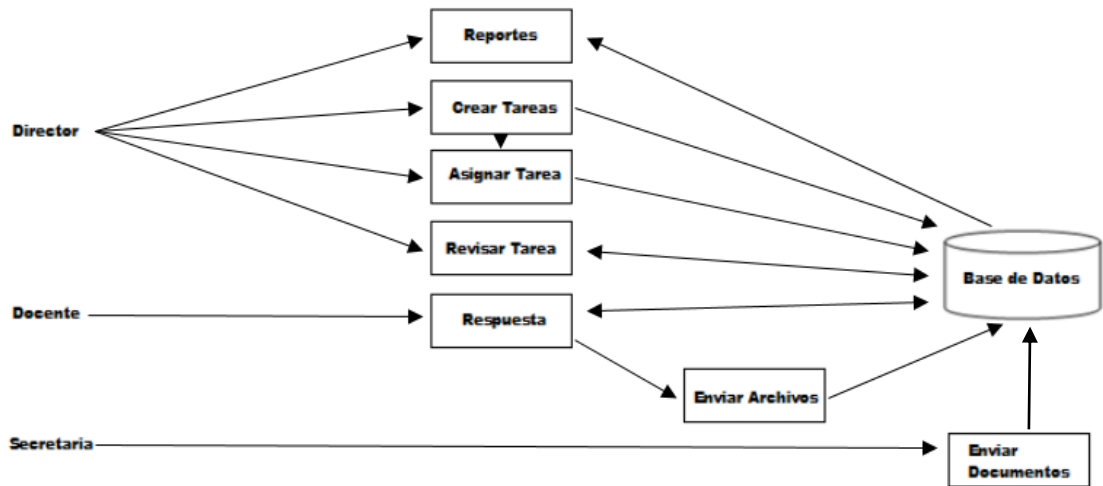 Reportes
Crear Tareas
Director
Asignar Tarea
Revisar Tarea
Base de Datos
Docente
Respuesta
Enviar Archivos
Secretaria
Enviar
Documentos